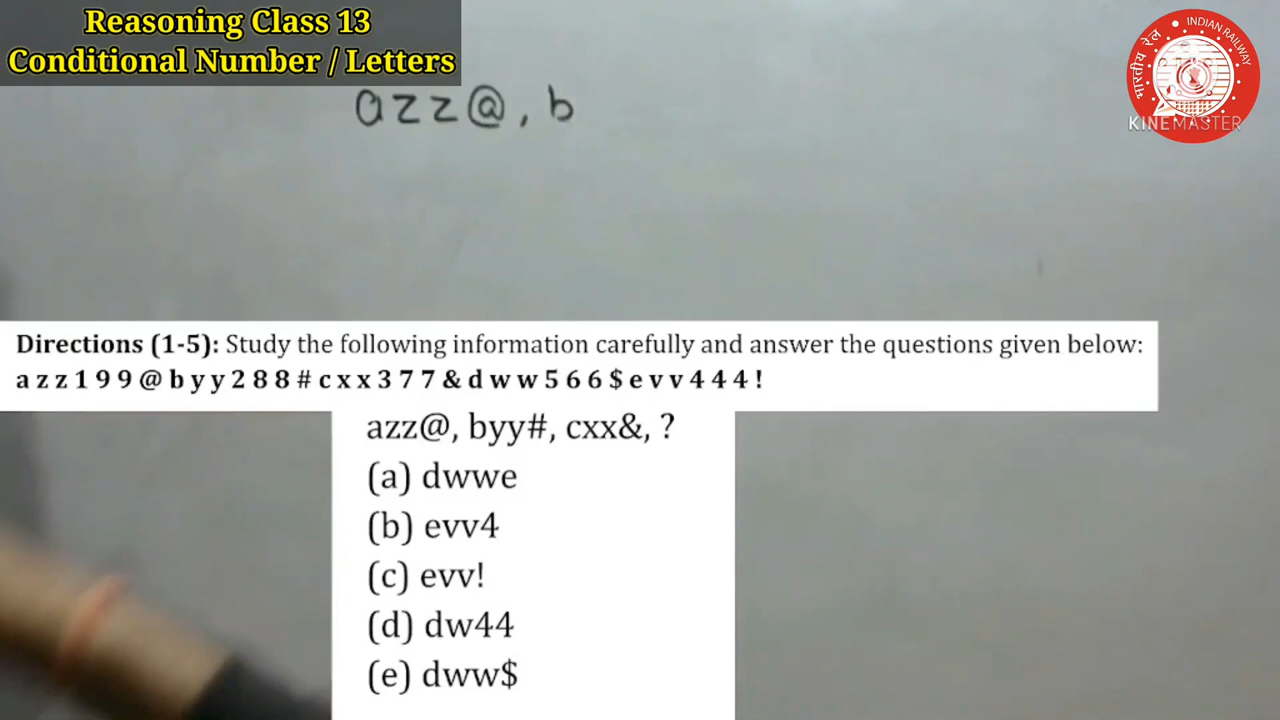 Reasoning Class 13
Conditional Number / Letters
भारतीय रेल
INDIAN RAILWAY
KINEMASTER
azz@, b
Directions (1-5): Study the following information carefully and answer the questions given below:
a z z 1 9 9 @ b y y 2 8 8 # c x x 3 7 7 & d w w 5 6 6 $ e v v 4 4 4 !
azz@, byy#, cxx&, ?
(a) dwwe
(b) evv4
(c) evv!
(d) dw44
(e) dww$